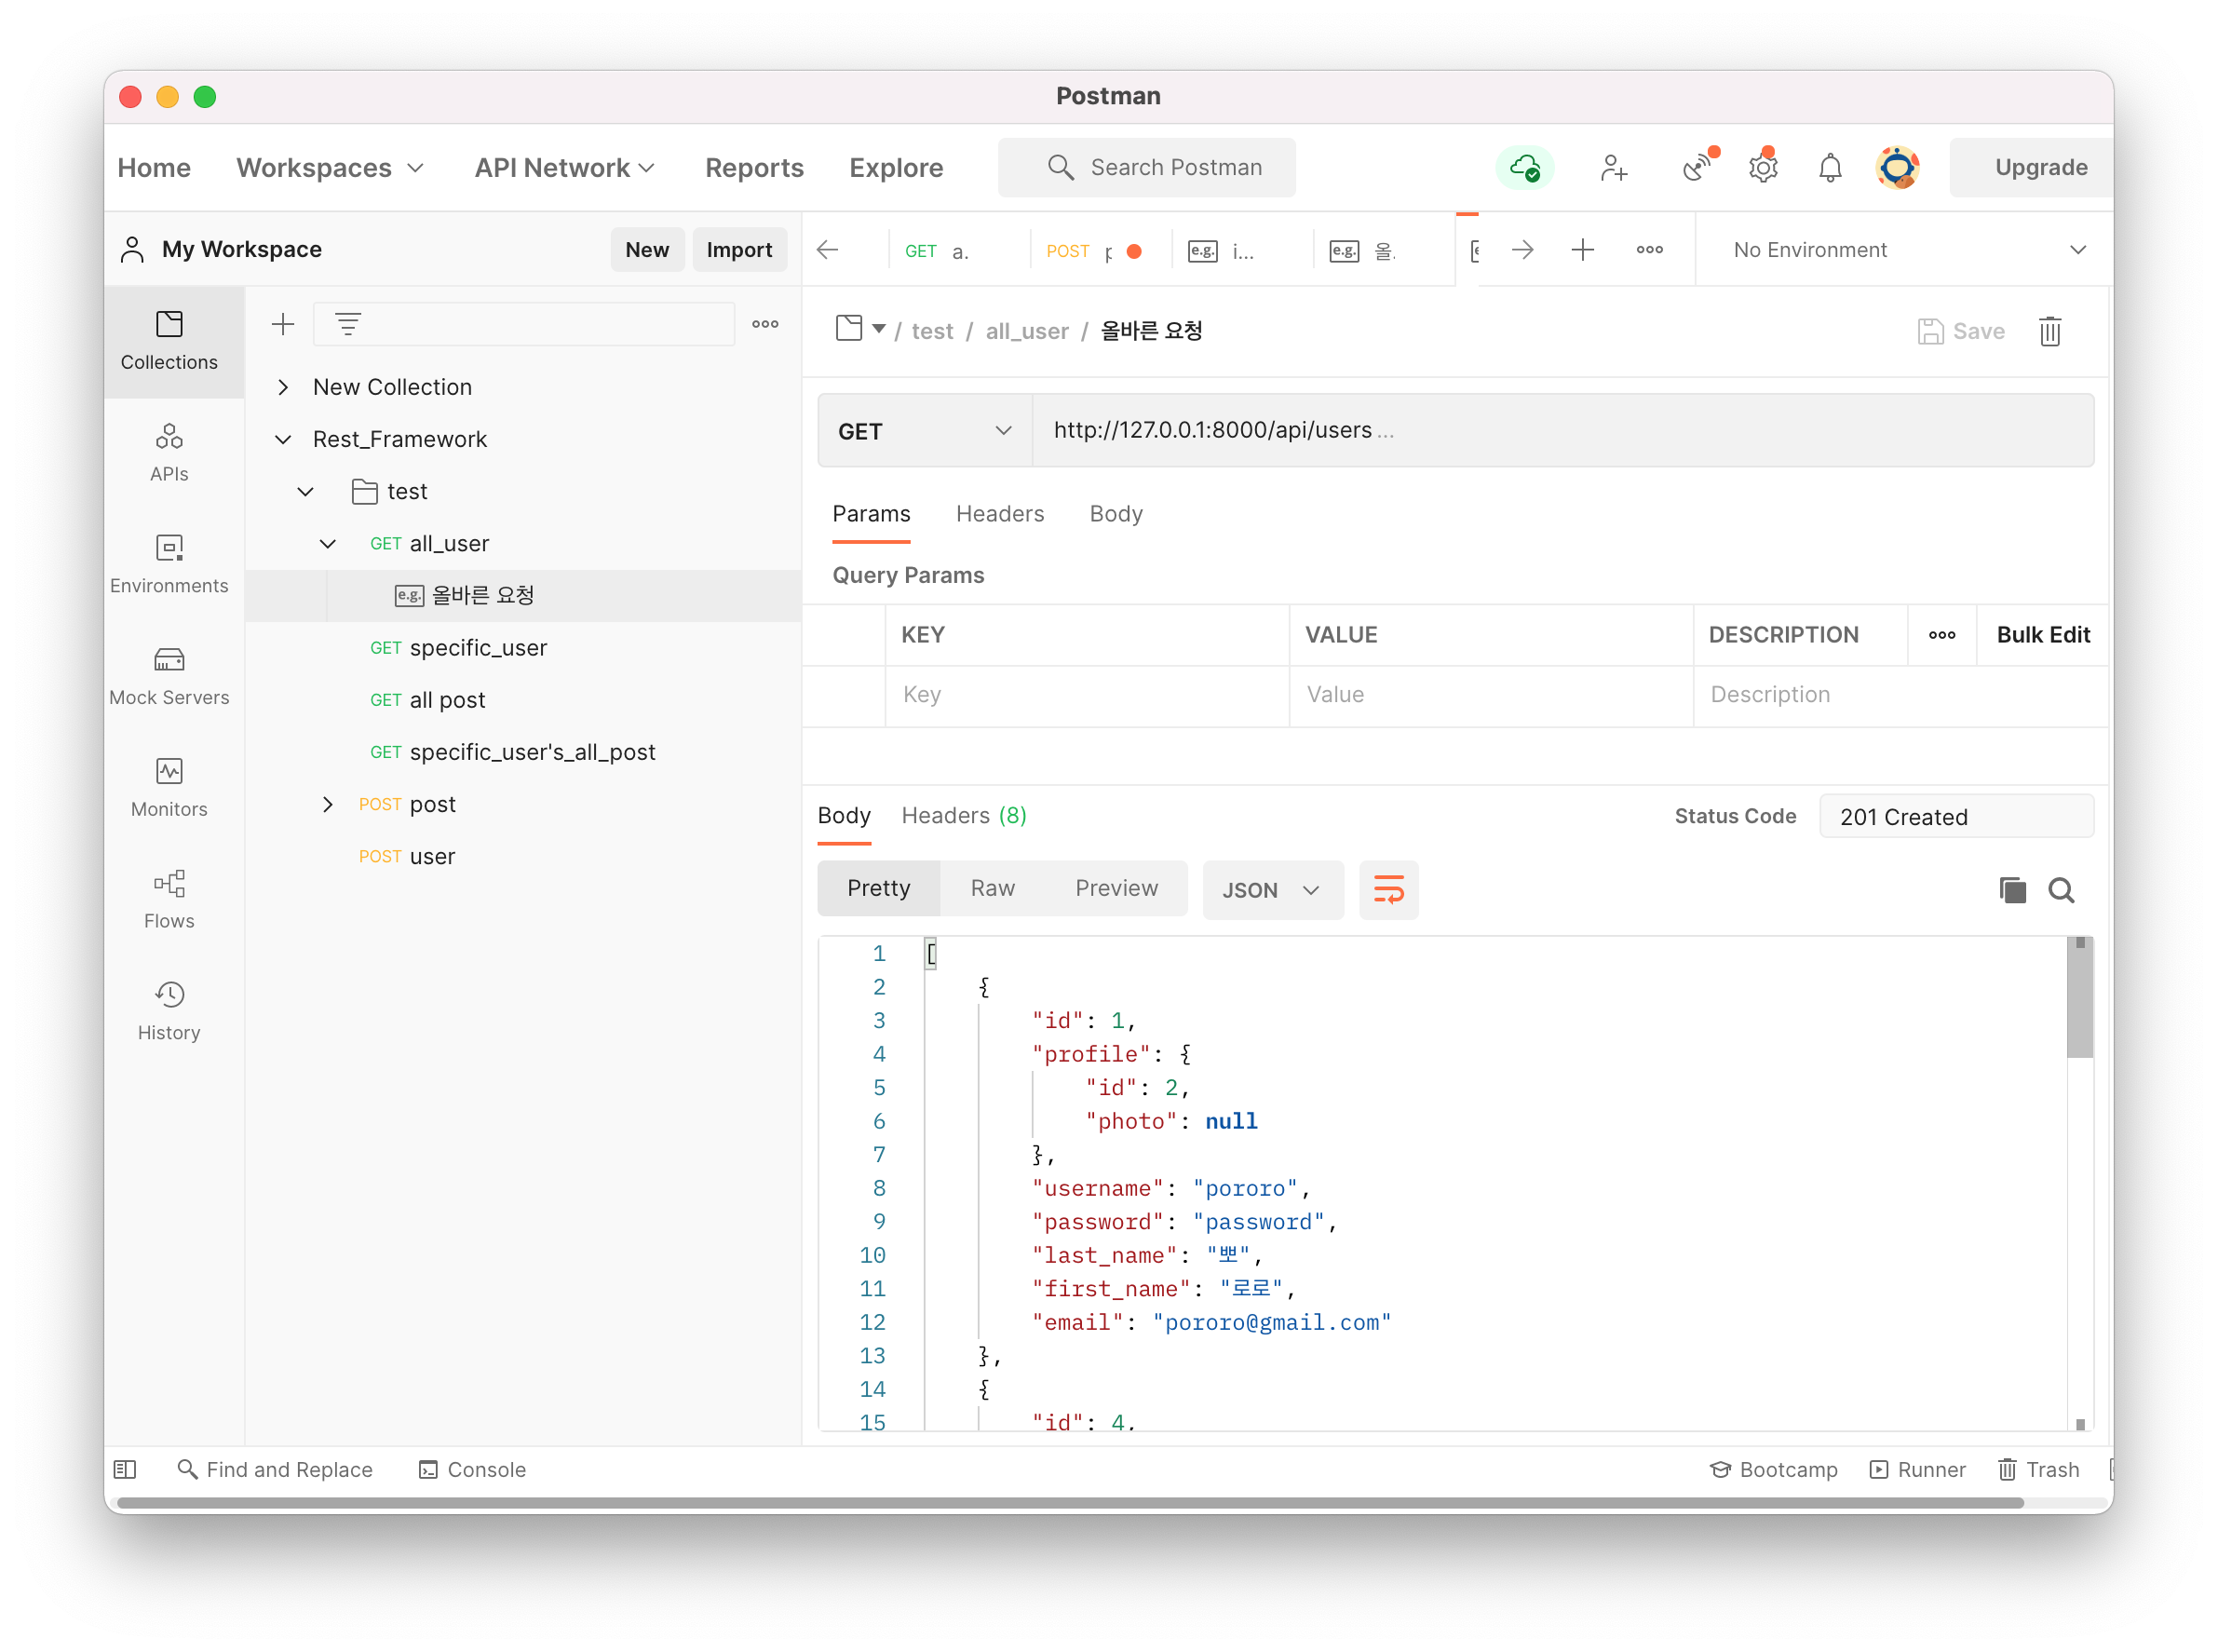 Postman
Home Workspaces API Network Reports Explore Search Postman Upgrade
My Workspace New Import
GET a. POST e.g. i... e.g. 올. No Environment
Collections
/ test / all_user / 올바른 요청 Save
New Collection
Rest_Framework
GET http://127.0.0.1:8000/api/users ...
APIs
test
Params Headers Body
GET all_user
Query Params
Environments
e.g. 올바른 요청
KEY VALUE DESCRIPTION Bulk Edit
GET specific_user
Mock Servers
GET all post
Key Value Description
GET specific_user's_all_post
Monitors
POST post
Body Headers (8) Status Code 201 Created
POST user
Pretty Raw Preview JSON
Flows
History
1 [
2 {
3 "id": 1,
4 "profile": {
5 "id": 2,
6 "photo": null
7 },
8 "username": "pororo",
9 "password": "password",
10 "last_name": "뽀",
11 "first_name": "로로",
12 "email": "pororo@gmail.com"
13 },
14 {
15 "id": 4,
Find and Replace Console Bootcamp Runner Trash